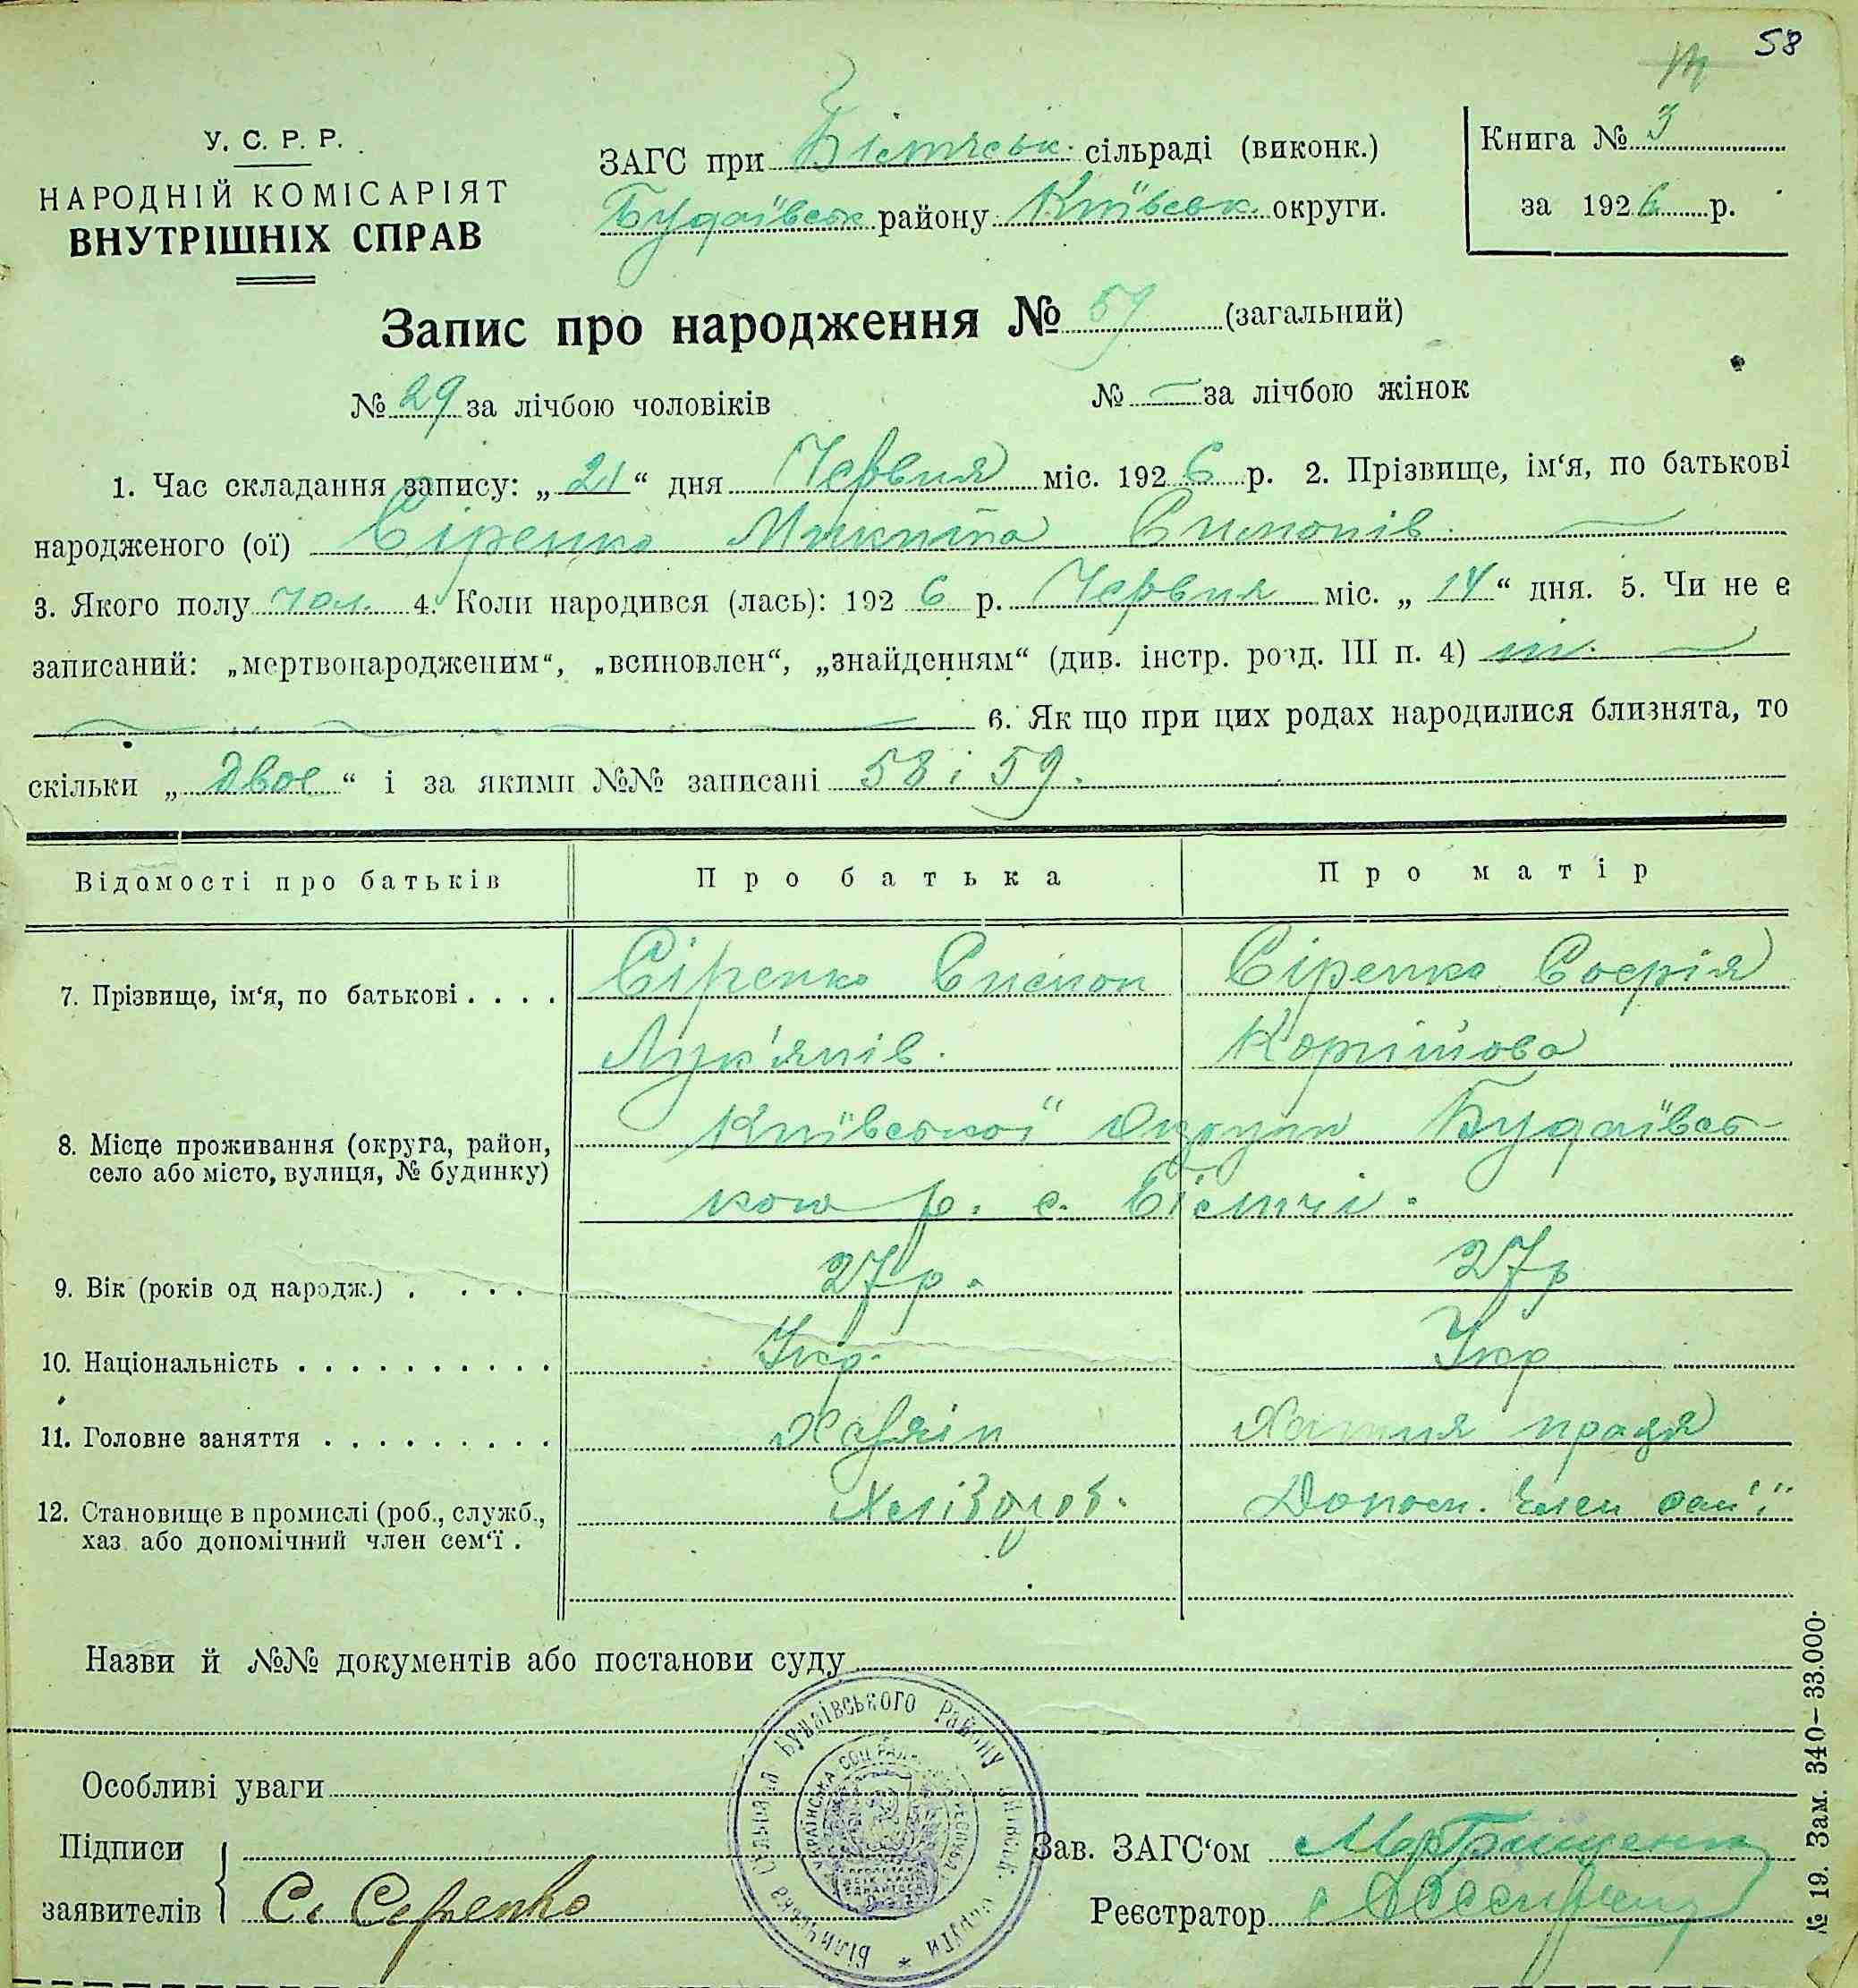 58
У. С. Р. Р.
НАРОДНІЙ КОМІСАРІЯТ
ВНУТРІШНІХ СПРАВ
ЗАГС при сільраді (виконк.)
Будаївськ району Київськ. округи.
Книга № 3
за 1926 р.
Запис про народження № 59 (загальний)
№ 29 за лічбою чоловіків № — за лічбою жінок
1. Час складання запису: „21“ дня Червня міс. 1926 р. 2. Прізвище, ім‘я, по батькові
народженого (ої) Сіренко Микита Симонів.
3. Якого полу чол. 4. Коли народився (лась): 1926 р. Червня міс. „14“ дня. 5. Чи не є
записаний: „мертвонародженим“, „всиновлен“, „знайденням“ (див. інстр. розд. III п. 4) ні.
6. Як що при цих родах народилися близнята, то
скільки „двое“ і за якими №№ записані 58 і 59.
Відомості про батьків Про батька Про матір
7. Прізвище, ім‘я, по батькові . . . . Сіренко Симон Сіренко Софія
Лук'янів. Корнійова
8. Місце проживання (округа, район, Київської Округи Будаївсь-
село або місто, вулиця, № будинку) кого р. с.
9. Вік (років од народж.) . . . . 27 р. 27 р
10. Національність . . . . . . . . . . Укр. Укр
11. Головне заняття . . . . . . . . . Хазяін Хатня праця
12. Становище в промислі (роб., служб., Хлібороб. Допом. член сем'ї
хаз або допомічний член сем‘ї .
Назви й №№ документів або постанови суду
Особливі уваги
Підписи
заявителів С. Серенко
Зав. ЗАГС‘ом
Реєстратор
Будаівського Району
№ 19. Зам. 340—33.000.